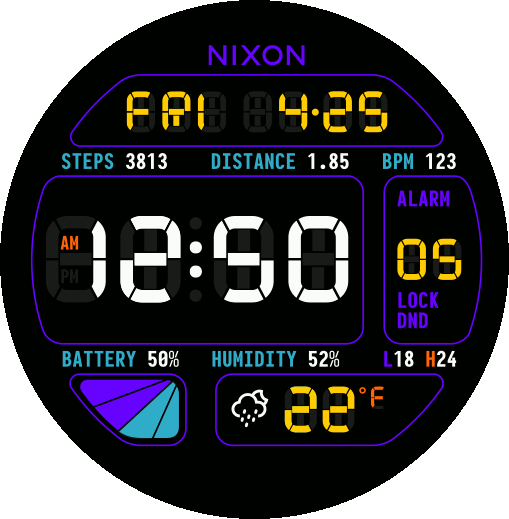 NIXON
FRI 4·25
STEPS 3813 DISTANCE 1.85 BPM 123
ALARM
AM 12:50 05
PM
LOCK
DND
BATTERY 50% HUMIDITY 52% L18 H24
22°F